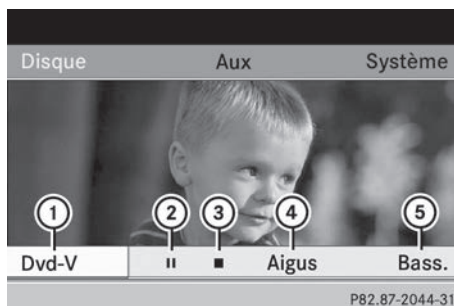 Disque Aux Système
1 2 3 4 5
Dvd-V ⏸ ⏹ Aigus Bass.
P82.87-2044-31